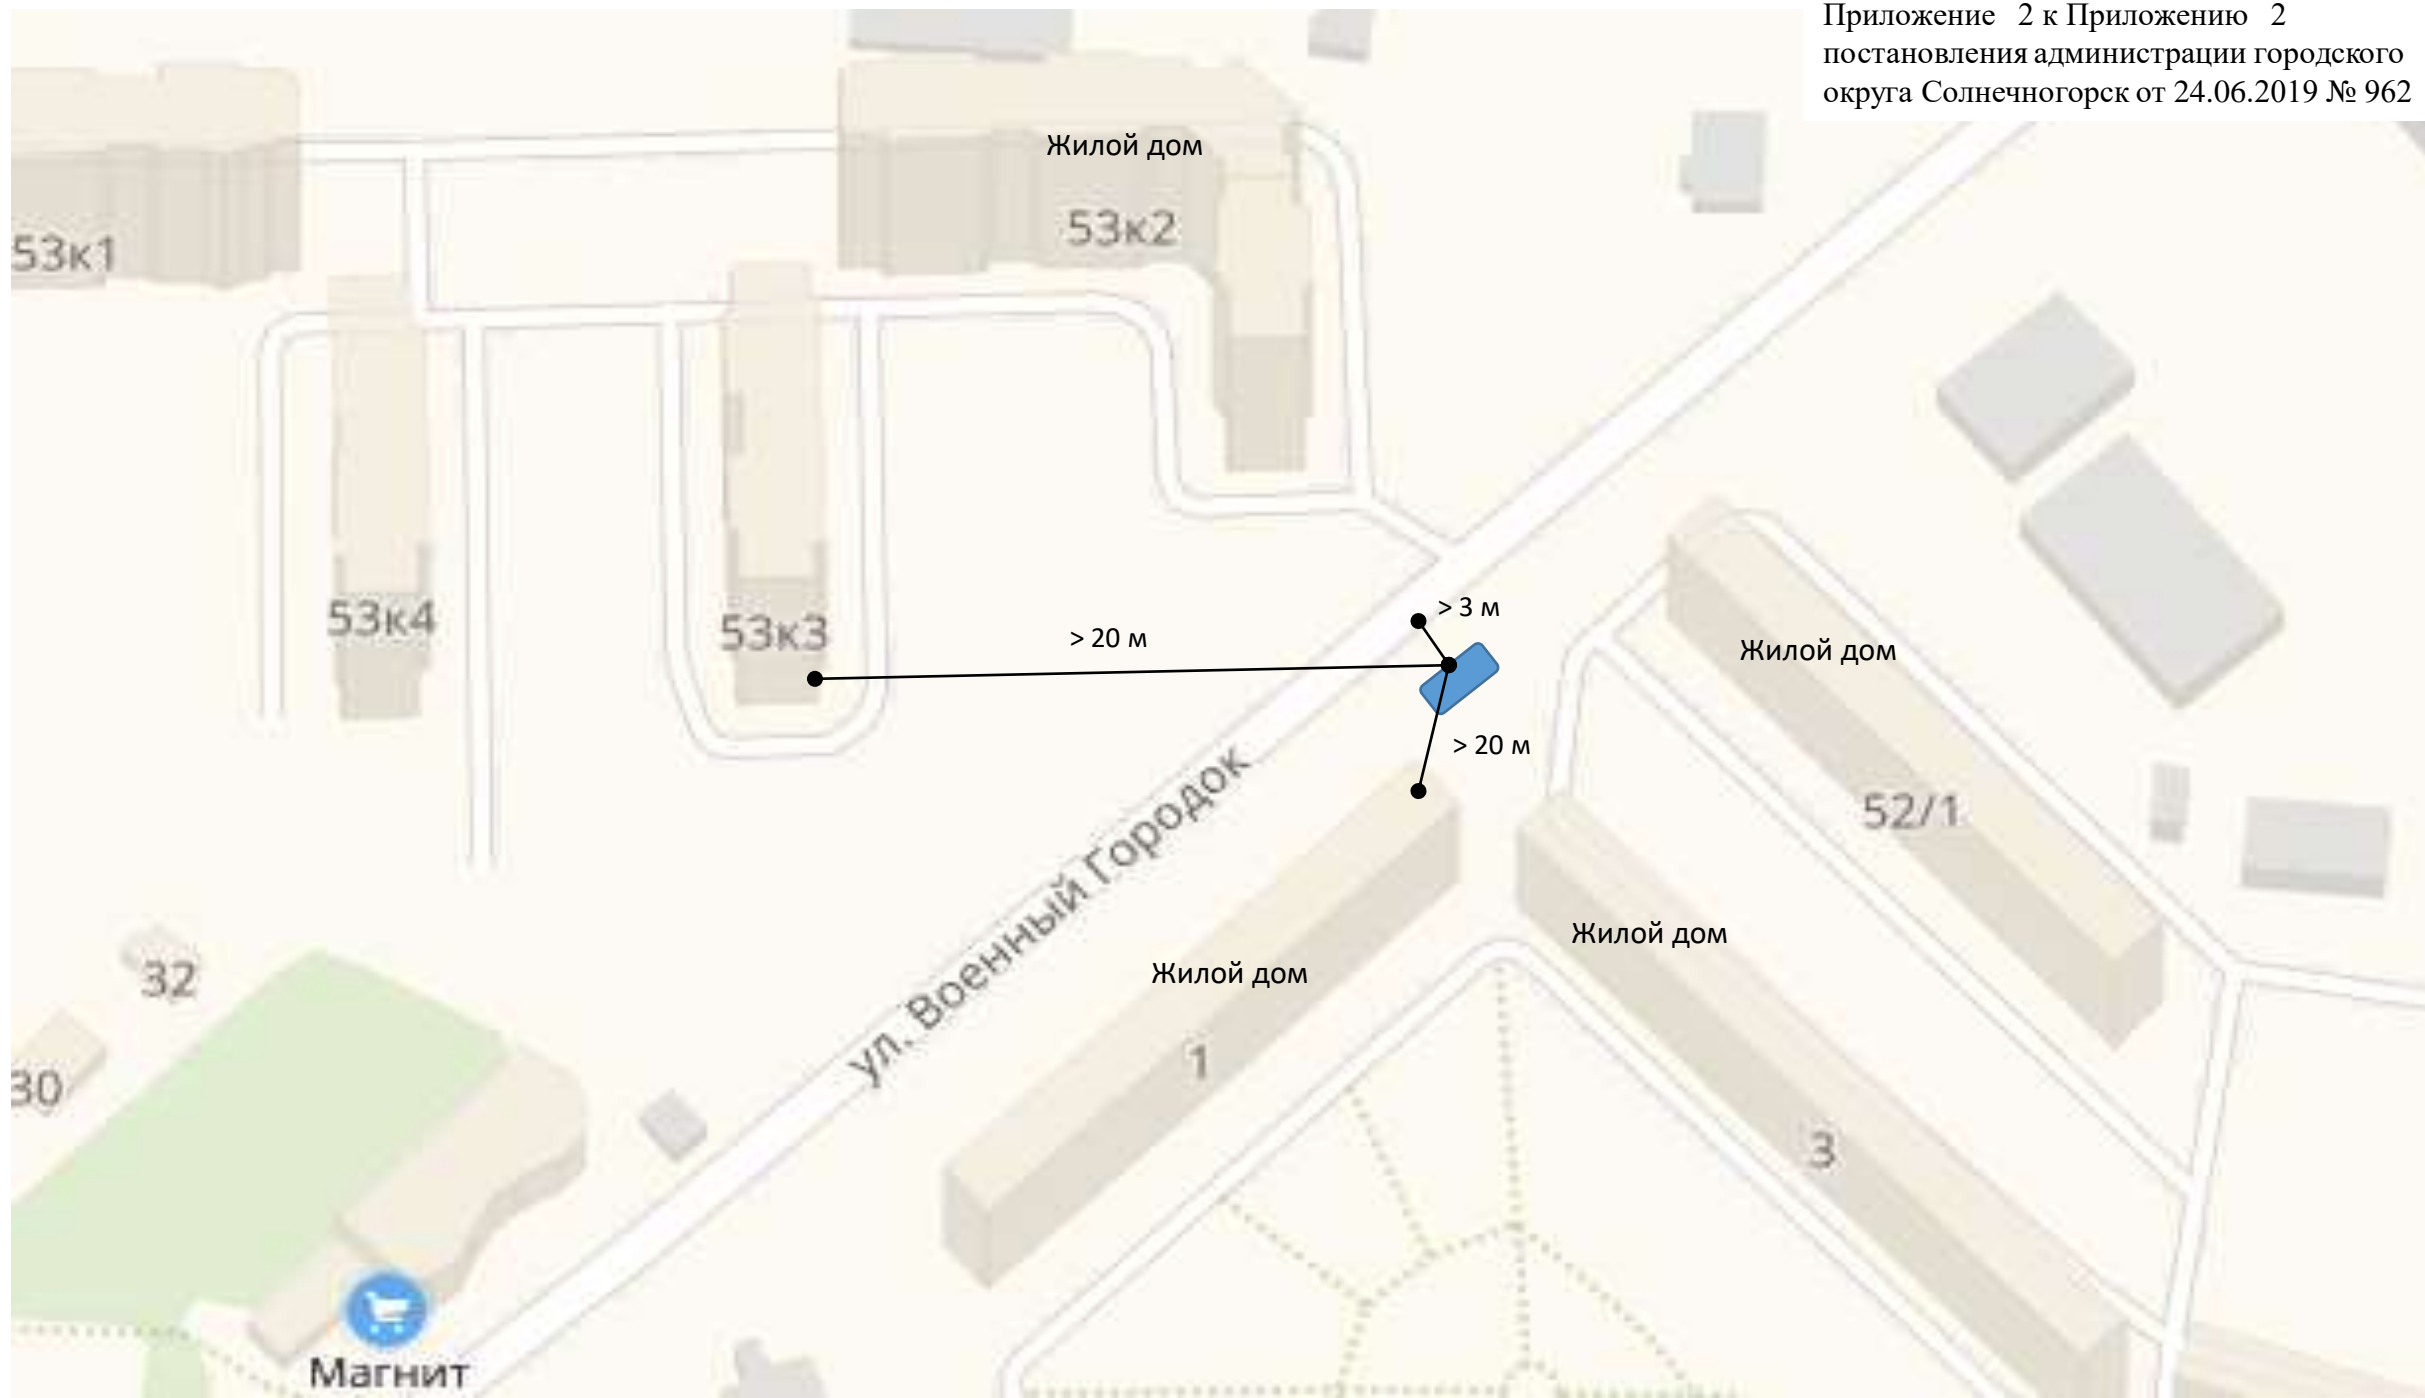 Приложение 2 к Приложению 2
постановления администрации городского
округа Солнечногорск от 24.06.2019 № 962
Жилой дом
53к2
53к1
> 3 м
53к4
53к3
> 20 м
Жилой дом
> 20 м
52/1
ул. Военный Городок
Жилой дом
Жилой дом
32
1
30
3
Магнит